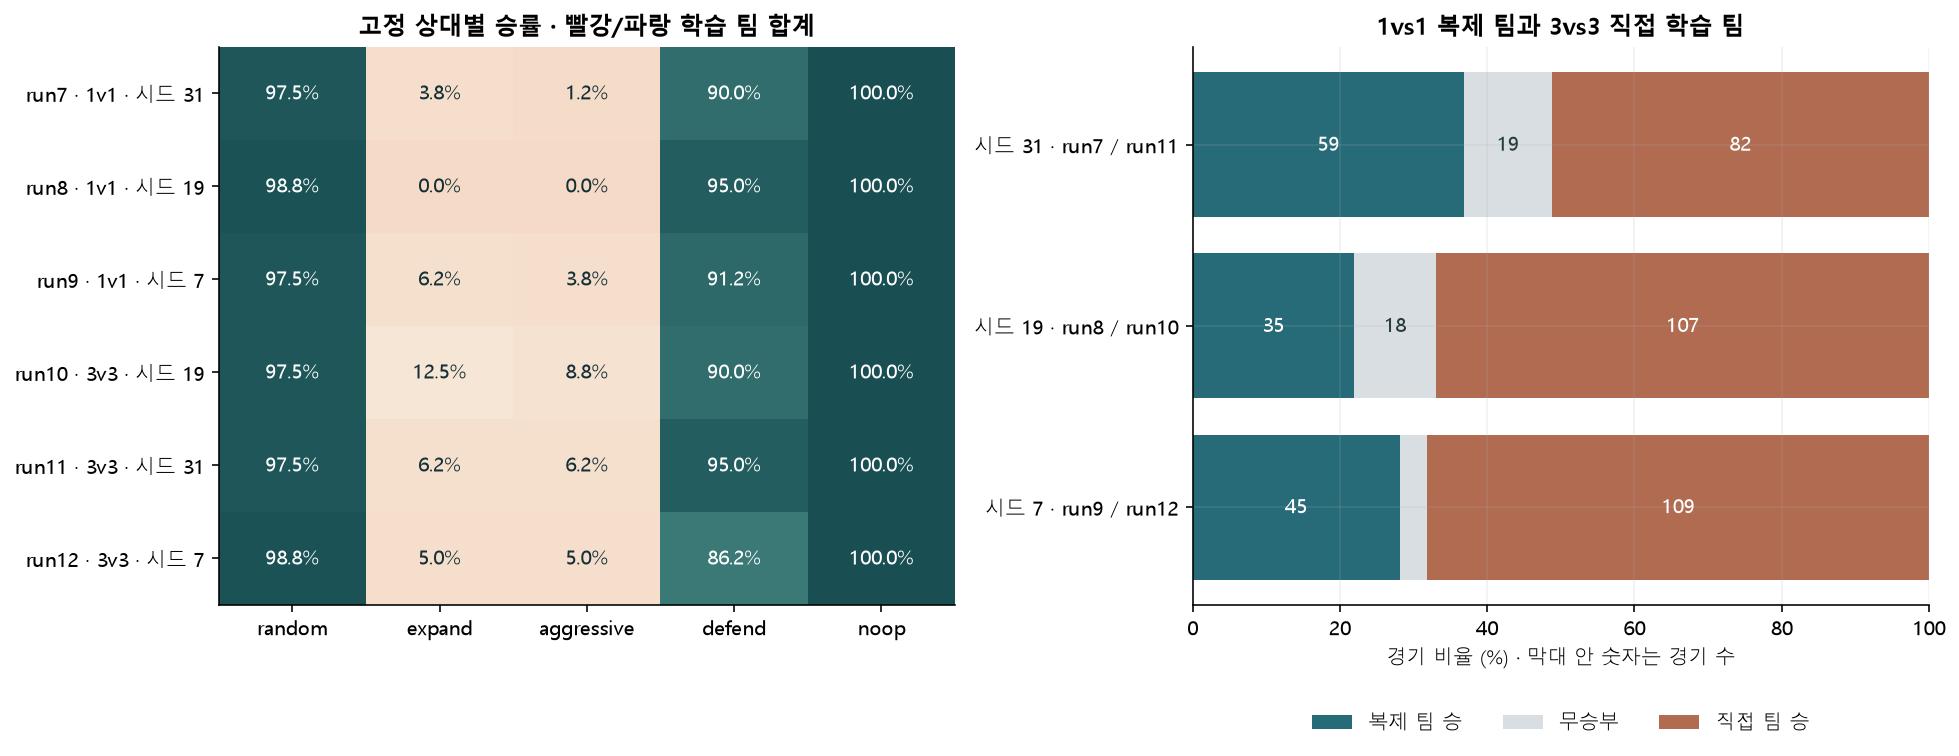 고정 상대별 승률 · 빨강/파랑 학습 팀 합계
run7 · 1v1 · 시드 31 97.5% 3.8% 1.2% 90.0% 100.0%
run8 · 1v1 · 시드 19 98.8% 0.0% 0.0% 95.0% 100.0%
run9 · 1v1 · 시드 7 97.5% 6.2% 3.8% 91.2% 100.0%
run10 · 3v3 · 시드 19 97.5% 12.5% 8.8% 90.0% 100.0%
run11 · 3v3 · 시드 31 97.5% 6.2% 6.2% 95.0% 100.0%
run12 · 3v3 · 시드 7 98.8% 5.0% 5.0% 86.2% 100.0%
random expand aggressive defend noop
1vs1 복제 팀과 3vs3 직접 학습 팀
시드 31 · run7 / run11 59 19 82
시드 19 · run8 / run10 35 18 107
시드 7 · run9 / run12 45 109
0 20 40 60 80 100
경기 비율 (%) · 막대 안 숫자는 경기 수
복제 팀 승 무승부 직접 팀 승